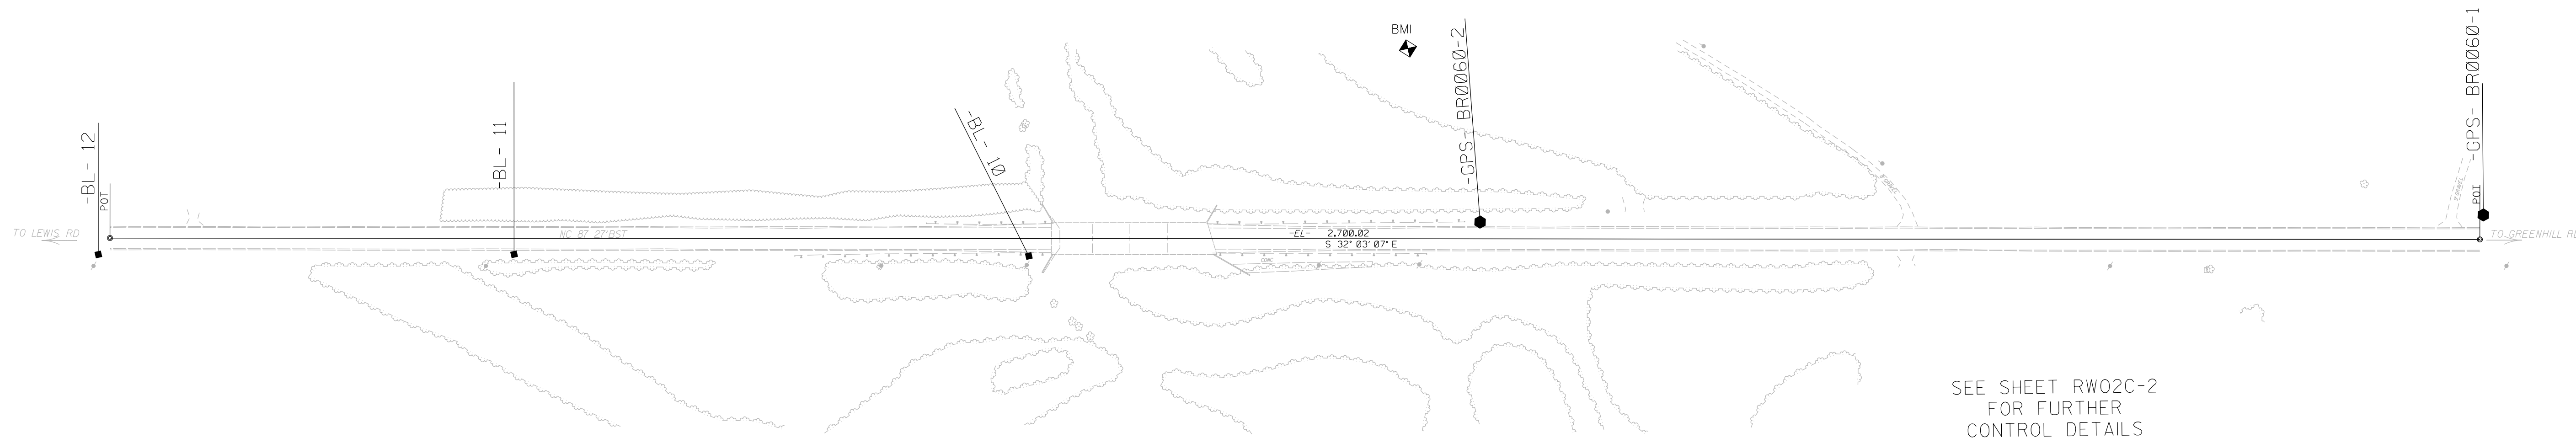 -BL- 12
POT
-BL- 11
-BL- 10
BM1
-GPS- BR0060-2
-GPS- BR0060-1
POT
TO LEWIS RD
NC 87 27'BST
-EL- 2,700.02
S 32° 03' 07" E
CONC
TO GREENHILL RD
SEE SHEET RW02C-2
FOR FURTHER
CONTROL DETAILS